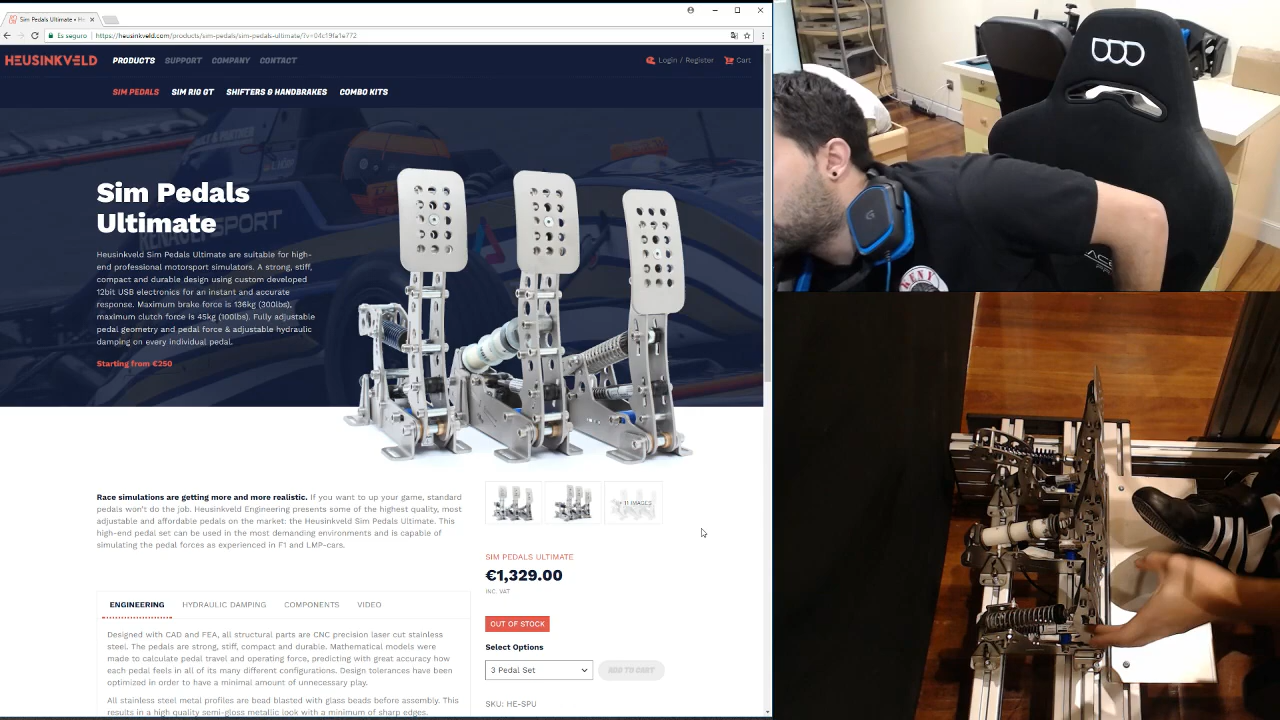 Sim Pedals Ultimate • He
Es seguro
https://heusinkveld.com/products/sim-pedals/sim-pedals-ultimate/?v=04c19fa1e772
HEUSINKVELD
PRODUCTS SUPPORT COMPANY CONTACT
Login / Register Cart
SIM PEDALS SIM RIG GT SHIFTERS & HANDBRAKES COMBO KITS
Sim Pedals
Ultimate
Heusinkveld Sim Pedals Ultimate are suitable for high-
end professional motorsport simulators. A strong, stiff,
compact and durable design using custom developed
12bit USB electronics for an instant and accurate
response. Maximum brake force is 136kg (300lbs),
maximum clutch force is 45kg (100lbs). Fully adjustable
pedal geometry and pedal force & adjustable hydraulic
damping on every individual pedal.
Starting from €250
RENAULT SPORT
Race simulations are getting more and more realistic. If you want to up your game, standard
pedals won't do the job. Heusinkveld Engineering presents some of the highest quality, most
adjustable and affordable pedals on the market: the Heusinkveld Sim Pedals Ultimate. This
high-end pedal set can be used in the most demanding environments and is capable of
simulating the pedal forces as experienced in F1 and LMP-cars.
+ 11 IMAGES
SIM PEDALS ULTIMATE
€1,329.00
INC. VAT
OUT OF STOCK
Select Options
3 Pedal Set
ADD TO CART
SKU: HE-SPU
ENGINEERING HYDRAULIC DAMPING COMPONENTS VIDEO
Designed with CAD and FEA, all structural parts are CNC precision laser cut stainless
steel. The pedals are strong, stiff, compact and durable. Mathematical models were
made to calculate pedal travel and operating force, predicting with great accuracy how
each pedal feels in all of its many different configurations. Design tolerances have been
optimized in order to have a minimal amount of unnecessary play.
All stainless steel metal profiles are bead blasted with glass beads before assembly. This
results in a high quality semi-gloss metallic look with a minimum of sharp edges.